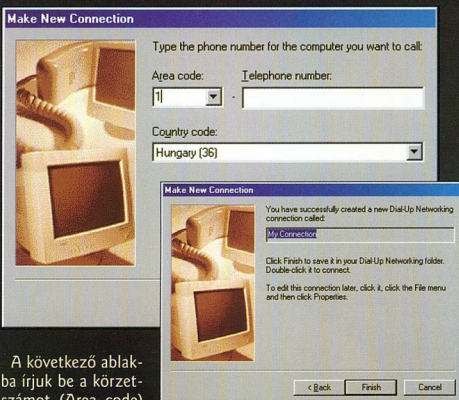 Make New Connection
Type the phone number for the computer you want to call:
Area code:
Telephone number:
1
-
Country code:
Hungary (36)
Make New Connection
You have successfully created a new Dial-Up Networking
connection called:
My Connection
Click Finish to save it in your Dial-Up Networking folder.
Double-click it to connect.
To edit this connection later, click it, click the File menu
and then click Properties.
< Back
Finish
Cancel
A következő ablak-
ba írjuk be a körzet-
számot (Area code)